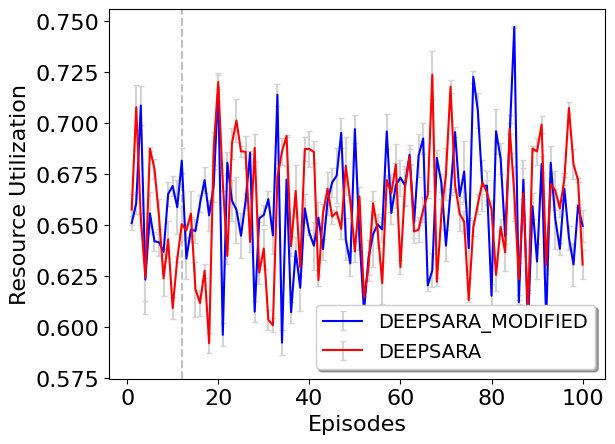 0.750
0.725
0.700
0.675
0.650
0.625
0.600
0.575
Resource Utilization
0 20 40 60 80 100
Episodes
DEEPSARA_MODIFIED
DEEPSARA